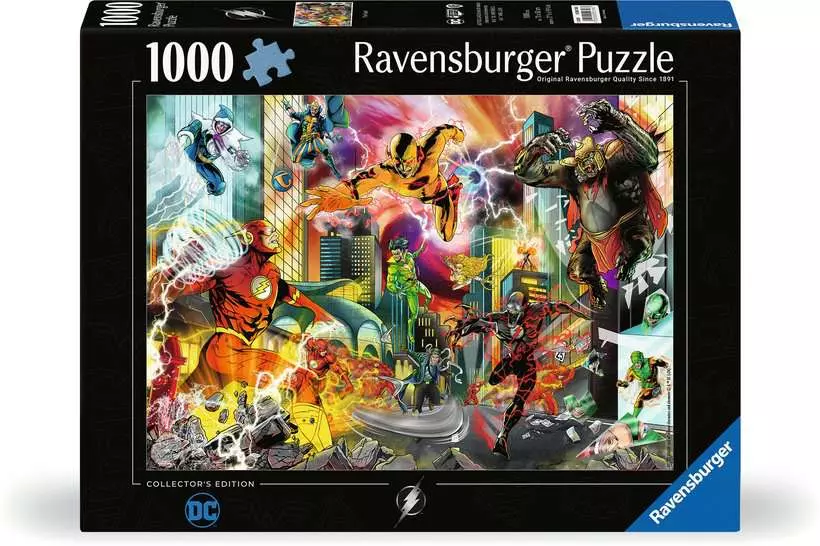 1000
Ravensburger® Puzzle
Original Ravensburger Quality Since 1891
COLLECTOR'S EDITION
DC
Ravensburger